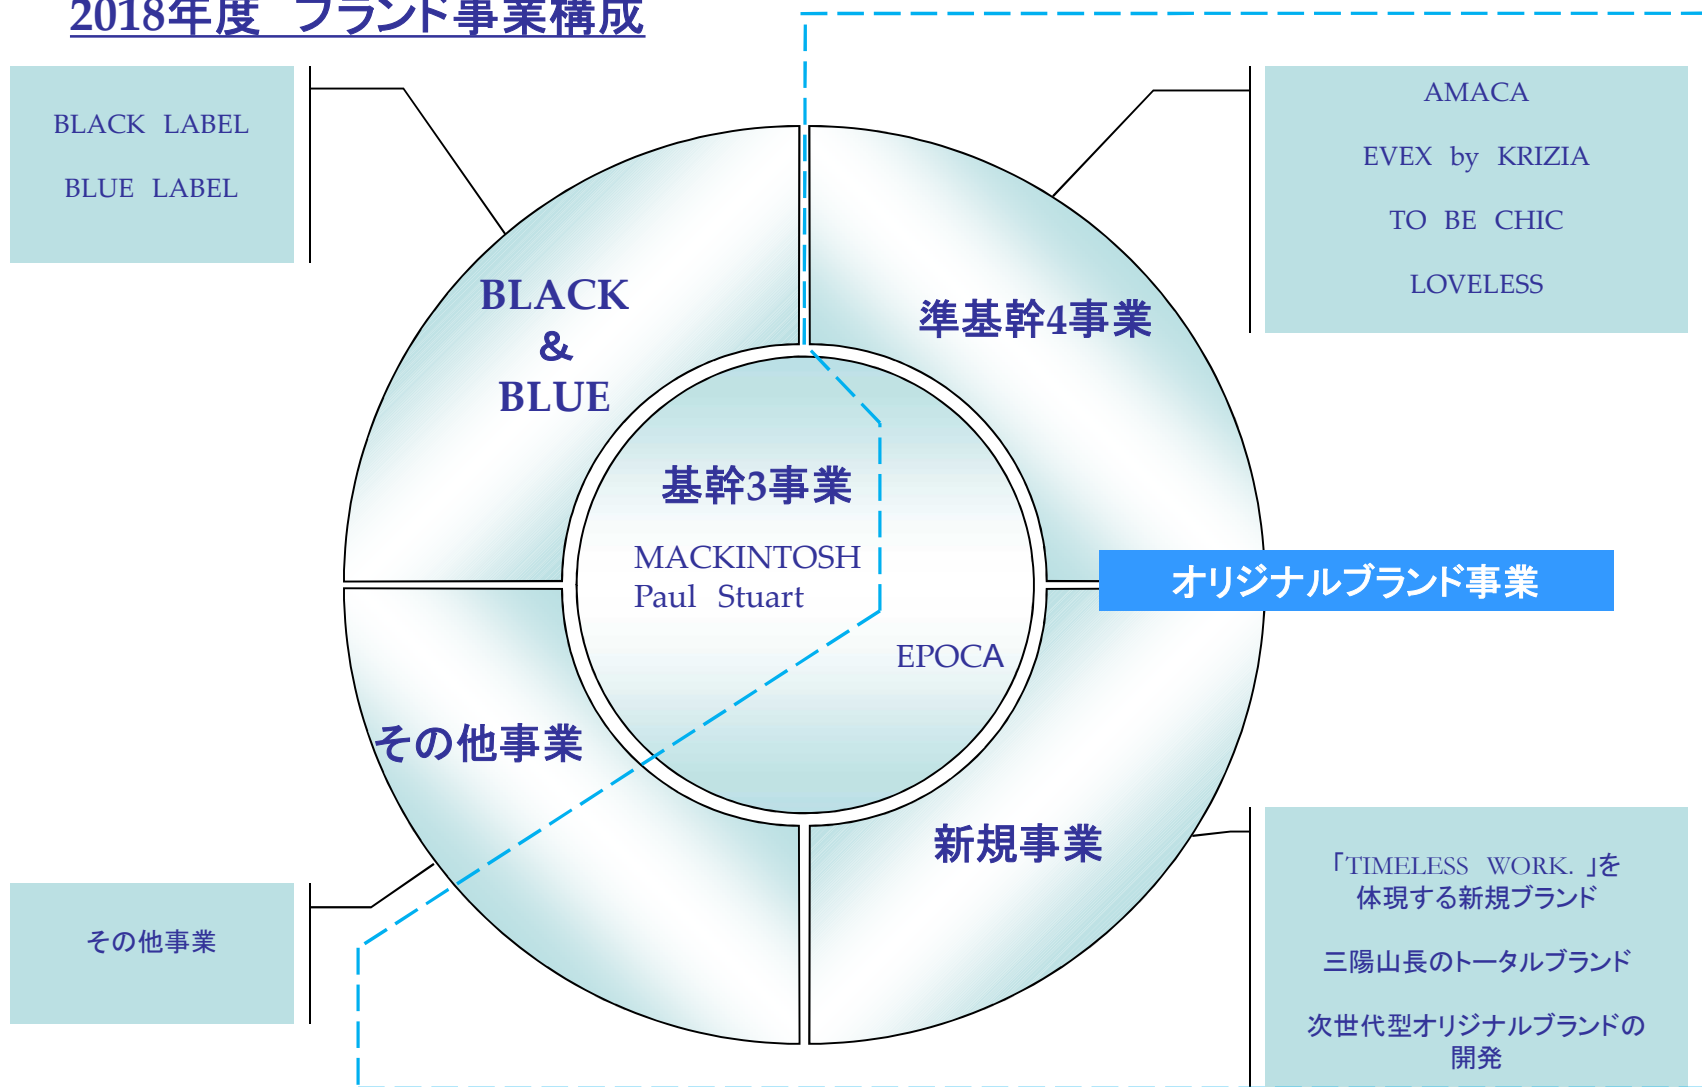 2018年度 ブランド事業構成
BLACK LABEL
BLUE LABEL
AMACA
EVEX by KRIZIA
TO BE CHIC
LOVELESS
BLACK
&
BLUE
準基幹4事業
基幹3事業
MACKINTOSH
Paul Stuart
EPOCA
オリジナルブランド事業
その他事業
新規事業
その他事業
「TIMELESS WORK. 」を
体現する新規ブランド
三陽山長のトータルブランド
次世代型オリジナルブランドの
開発